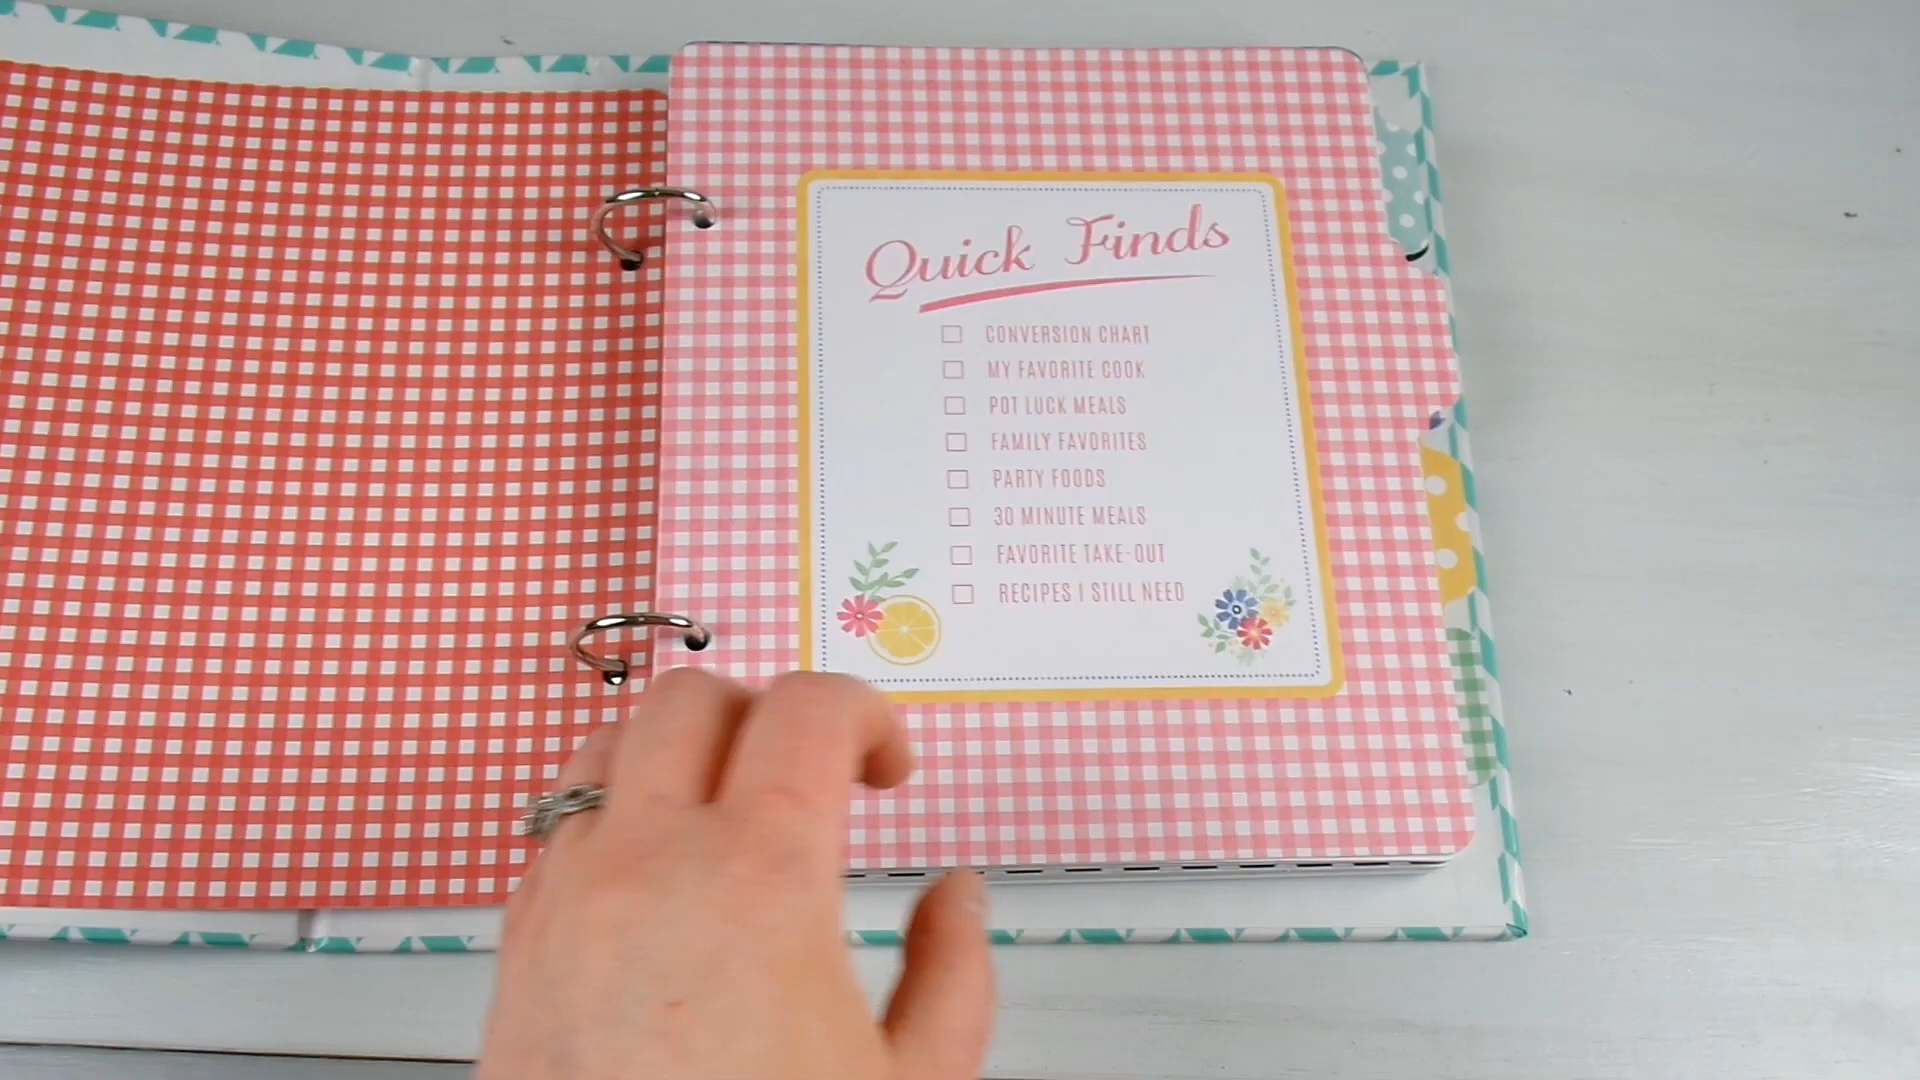 Quick Finds
CONVERSION CHART
MY FAVORITE COOK
POT LUCK MEALS
FAMILY FAVORITES
PARTY FOODS
30 MINUTE MEALS
FAVORITE TAKE-OUT
RECIPES I STILL NEED